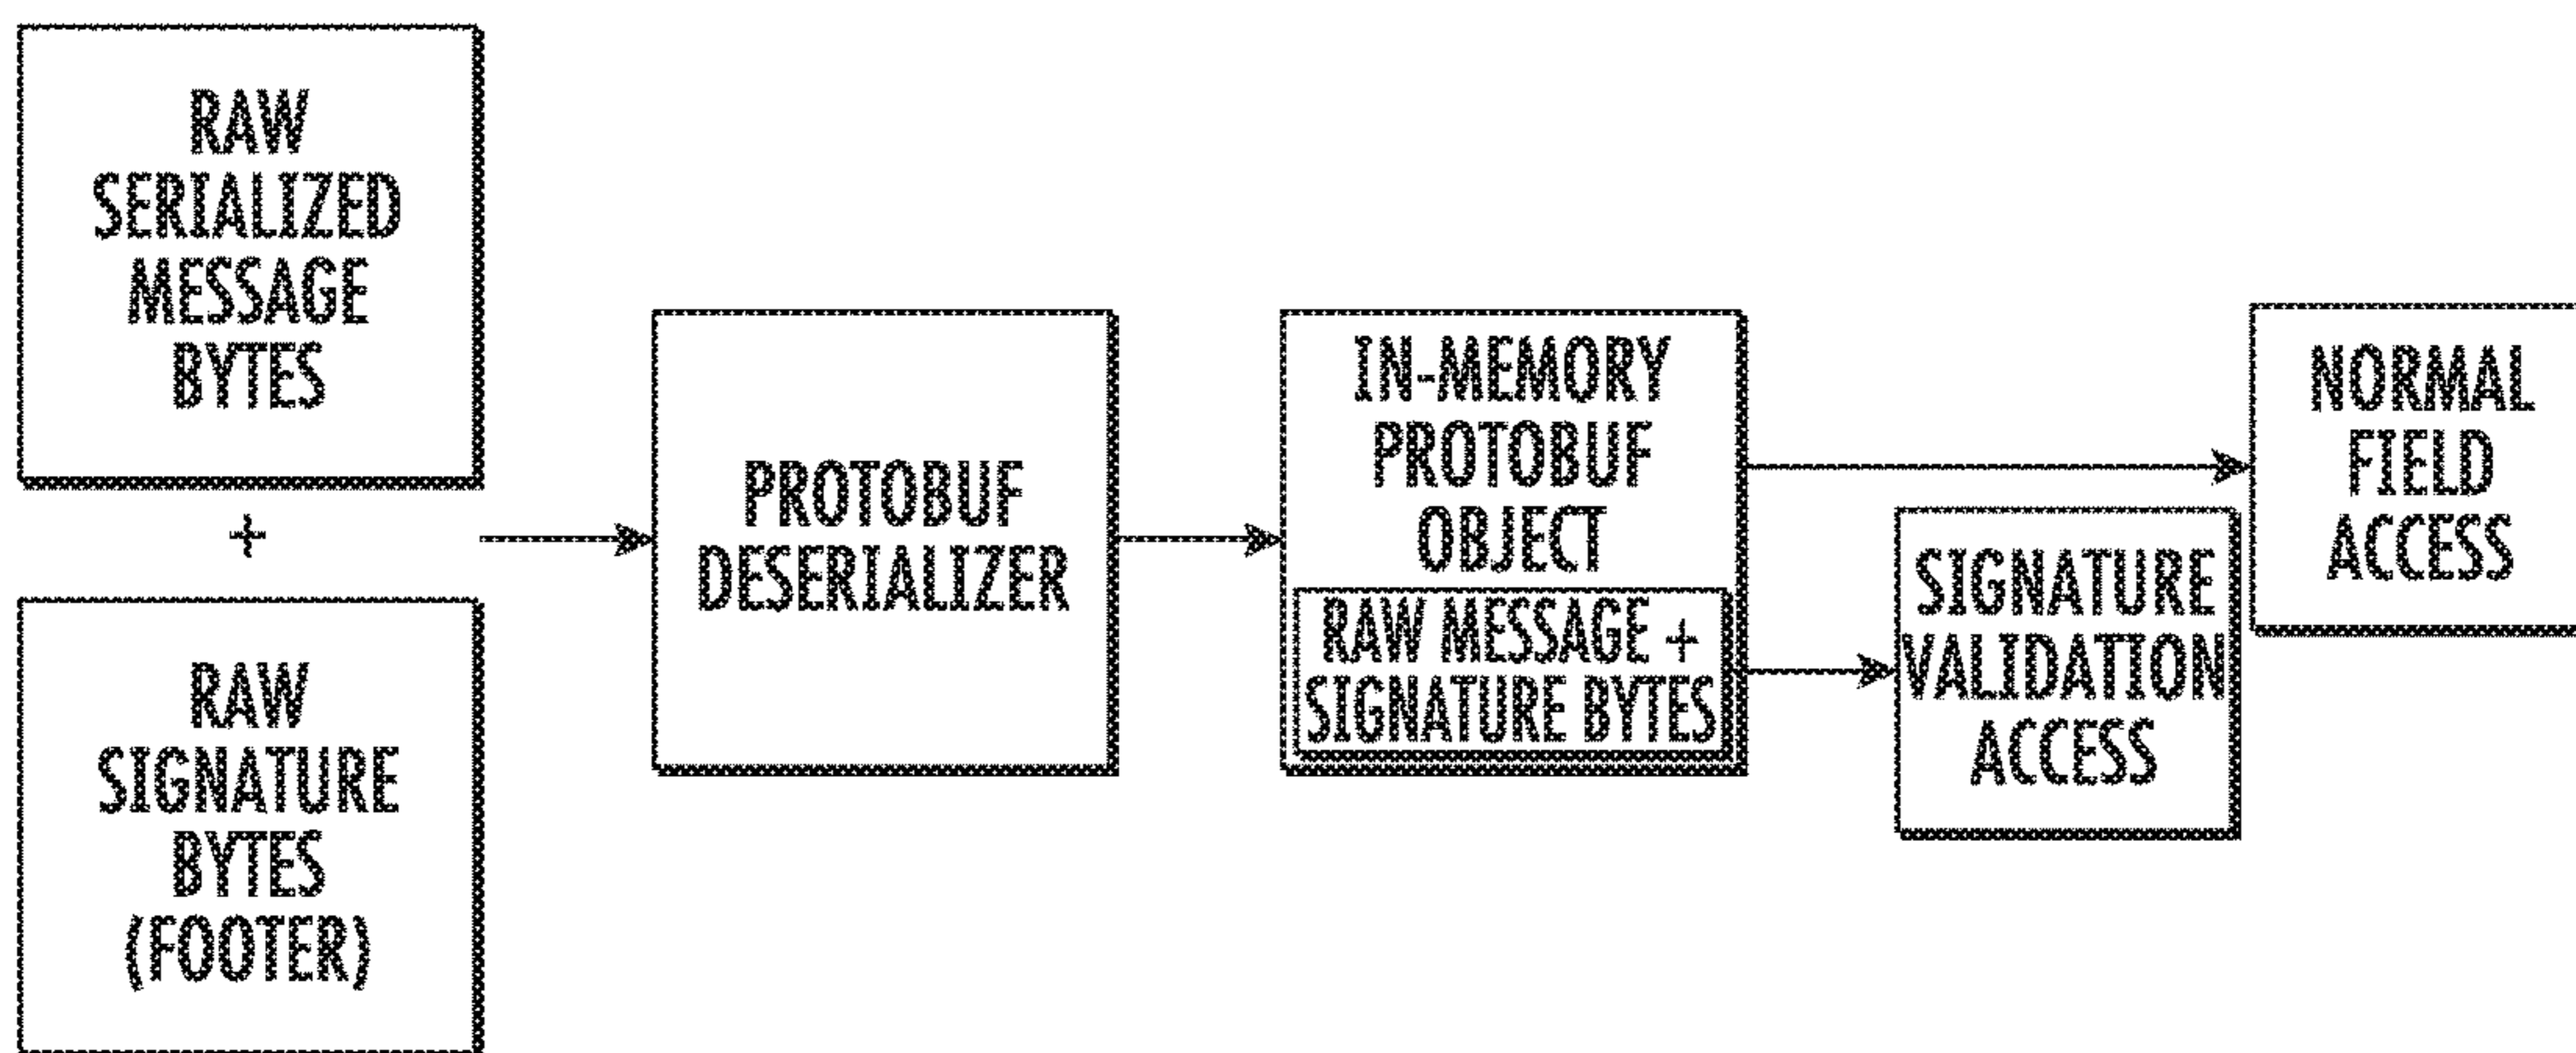 RAW
SERIALIZED
MESSAGE
BYTES
+
RAW
SIGNATURE
BYTES
(FOOTER)
PROTOBUF
DESERIALIZER
IN-MEMORY
PROTOBUF
OBJECT
RAW MESSAGE +
SIGNATURE BYTES
SIGNATURE
VALIDATION
ACCESS
NORMAL
FIELD
ACCESS